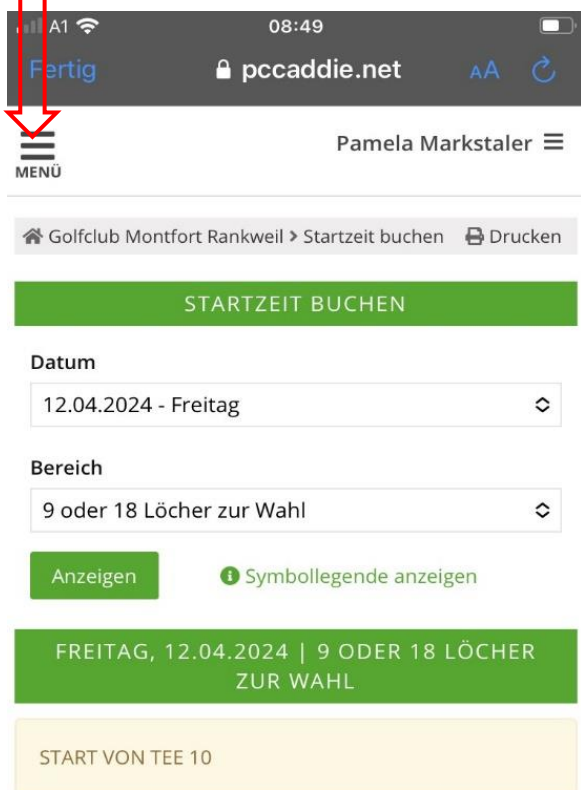 A1 08:49
Fertig pccaddie.net AA
MENÜ
Pamela Markstaler
Golfclub Montfort Rankweil > Startzeit buchen Drucken
STARTZEIT BUCHEN
Datum
12.04.2024 - Freitag
Bereich
9 oder 18 Löcher zur Wahl
Anzeigen Symbollegende anzeigen
FREITAG, 12.04.2024 | 9 ODER 18 LÖCHER
ZUR WAHL
START VON TEE 10